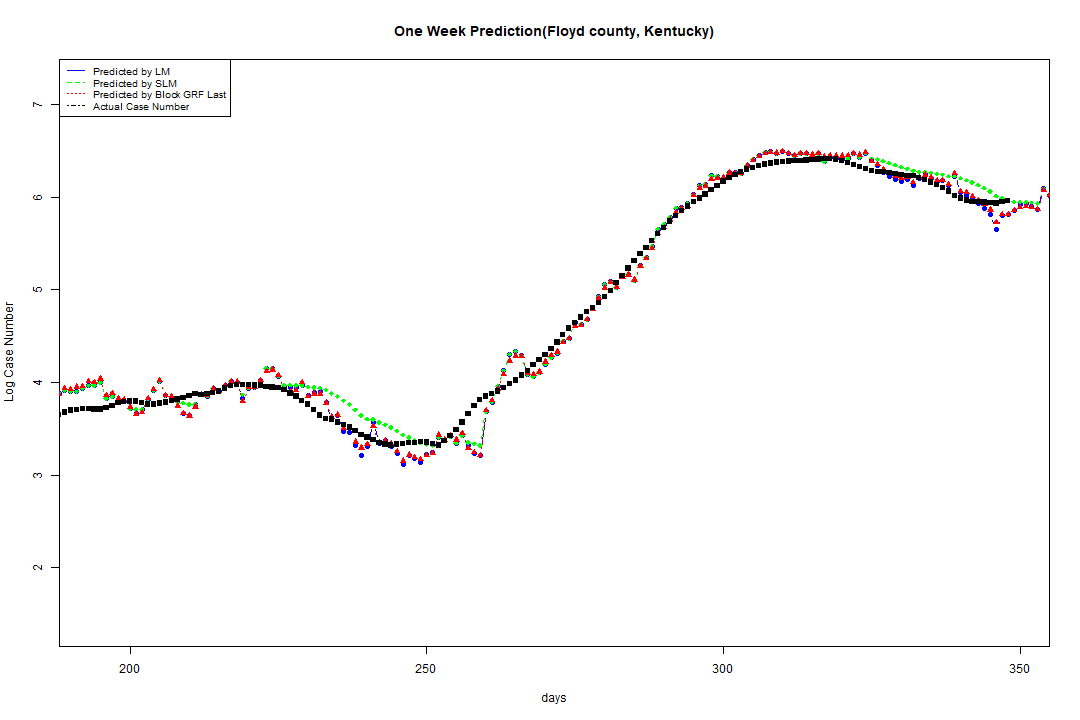 One Week Prediction(Floyd county, Kentucky)
Predicted by LM
Predicted by SLM
Predicted by Block GRF Last
Actual Case Number
7
6
5
4
3
2
Log Case Number
200
250
300
350
days